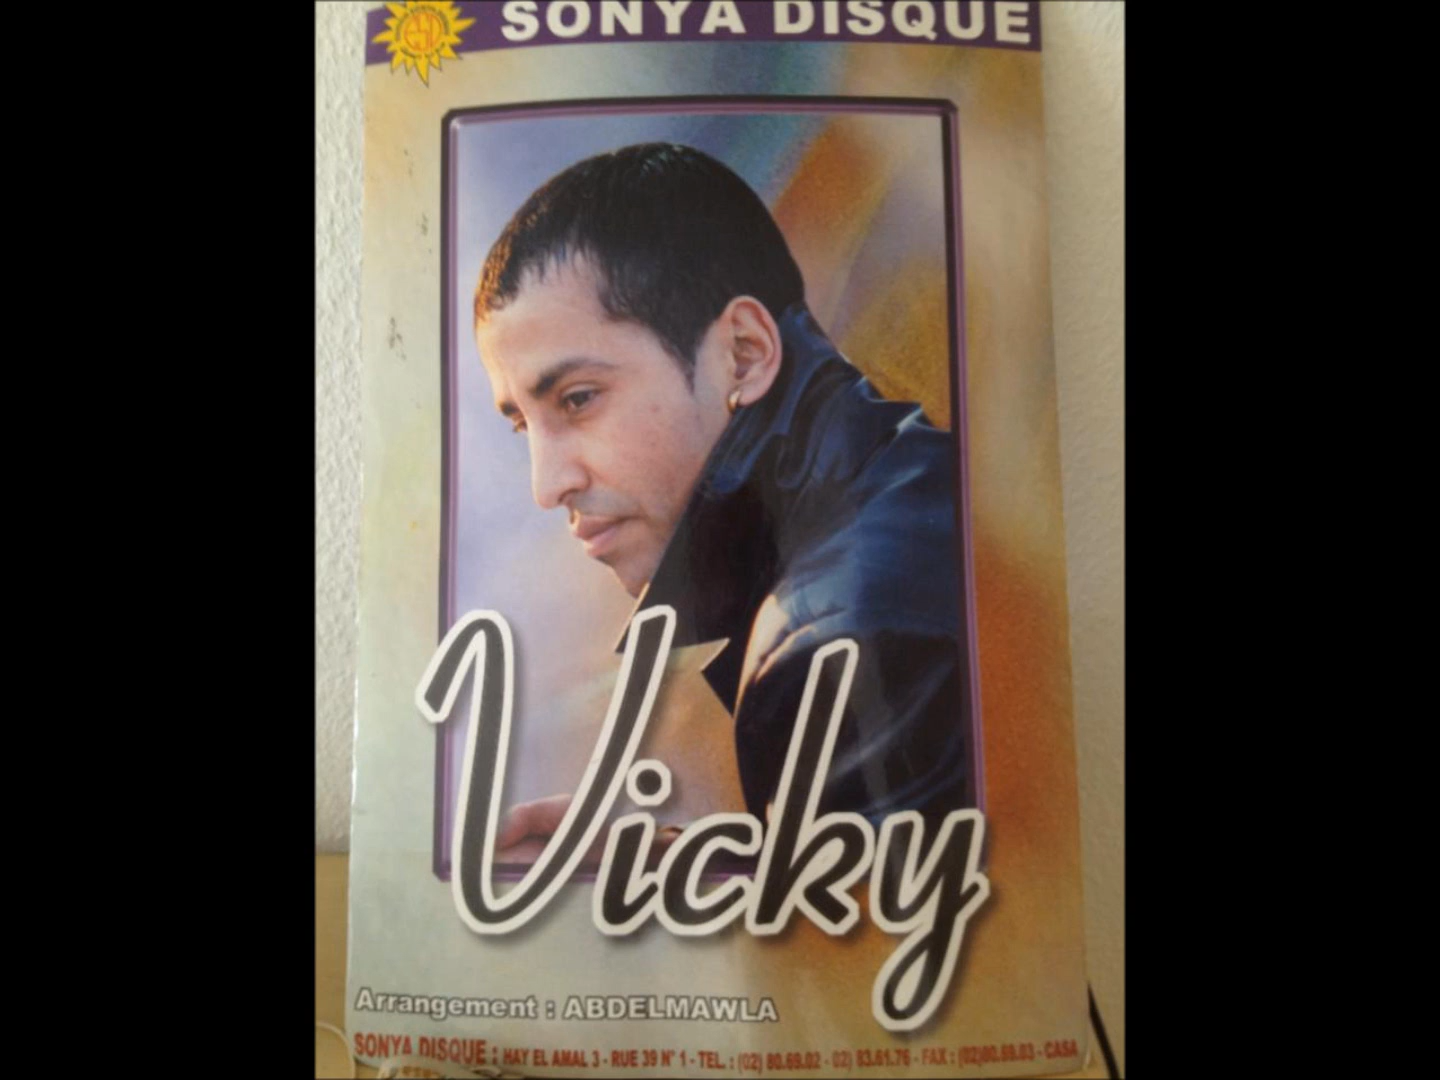 SONYA DISQUE
Vicky
Arrangement : ABDELMAWLA
SONYA DISQUE : HAY EL AMAL 3 - RUE 39 N° 1 - TEL. : (02) 80.69.02 - 02) 83.61.76 - FAX : (02)80.69.03 - CASA